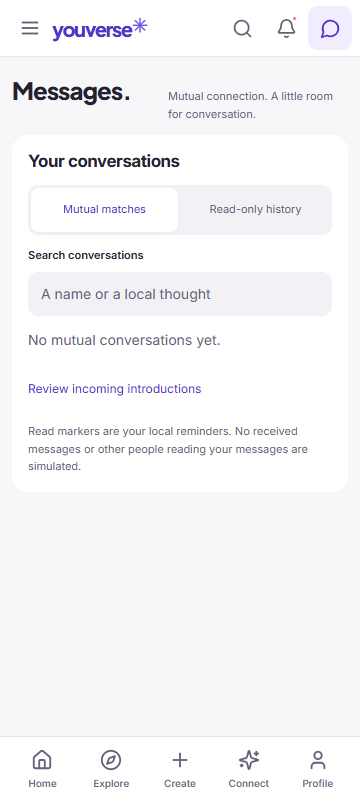 youverse
Messages.
Mutual connection. A little room
for conversation.
Your conversations
Mutual matches
Read-only history
Search conversations
A name or a local thought
No mutual conversations yet.
Review incoming introductions
Read markers are your local reminders. No received
messages or other people reading your messages are
simulated.
Home
Explore
Create
Connect
Profile